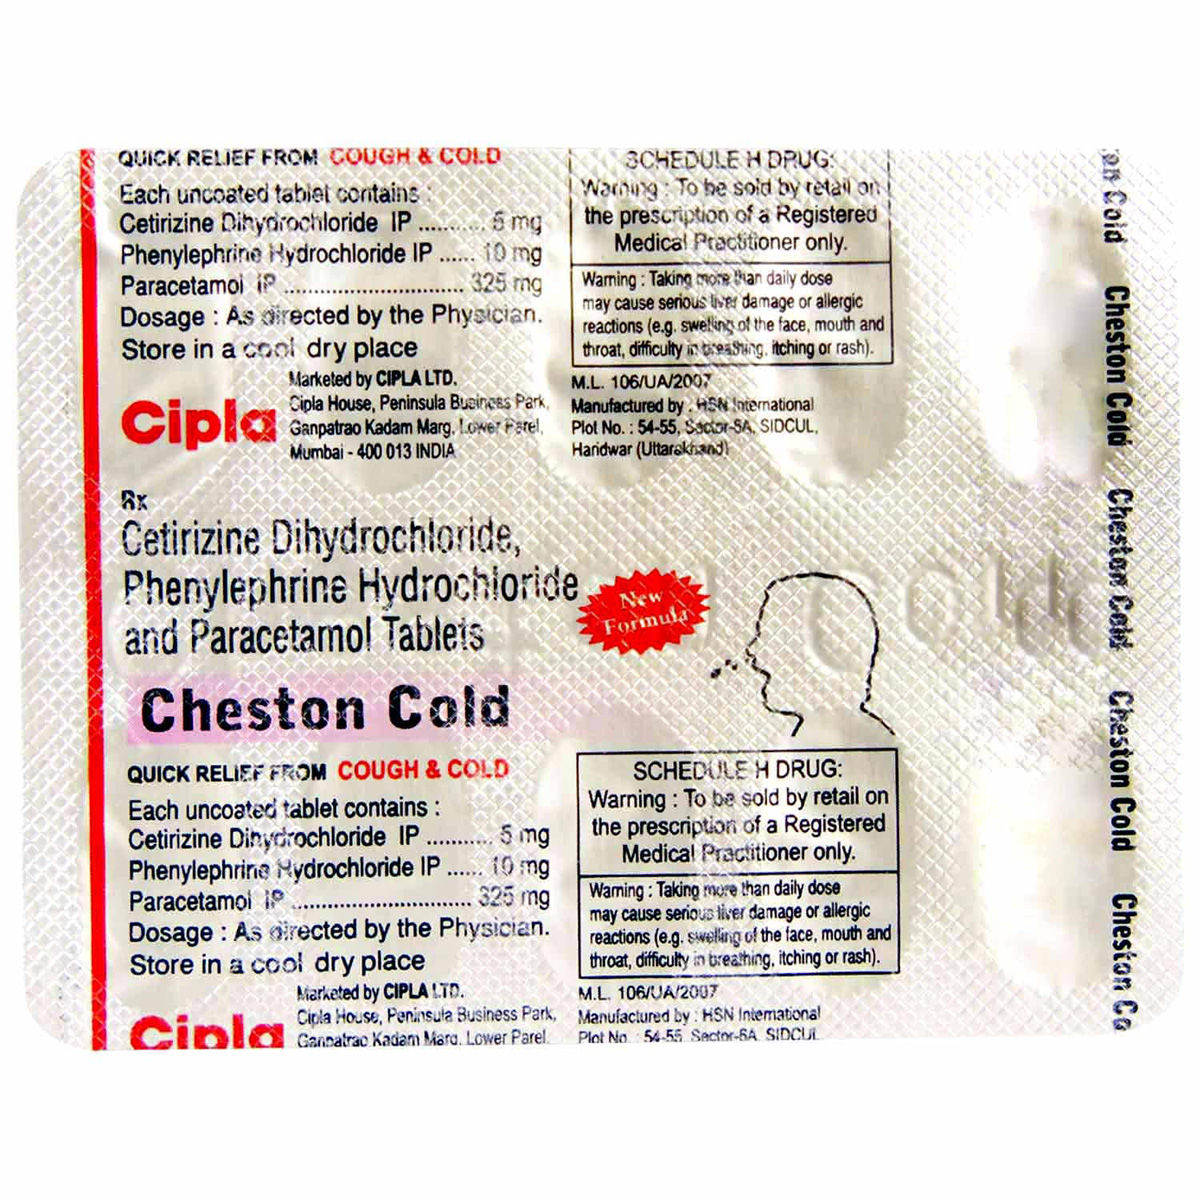 QUICK RELIEF FROM COUGH & COLD
Each uncoated tablet contains :
Cetirizine Dihydrochloride IP ........... 5 mg
Phenylephrine Hydrochloride IP ...... 10 mg
Paracetamol IP .............................. 325 mg
Dosage : As directed by the Physician.
Store in a cool dry place
SCHEDULE H DRUG:
Warning : To be sold by retail on
the prescription of a Registered
Medical Practitioner only.
Warning : Taking more than daily dose
may cause serious liver damage or allergic
reactions (e.g. swelling of the face, mouth and
throat, difficulty in breathing, itching or rash).
Cipla
Marketed by CIPLA LTD.
Cipla House, Peninsula Business Park,
Ganpatrao Kadam Marg, Lower Parel,
Mumbai - 400 013 INDIA
M.L. 106/UA/2007
Manufactured by : HSN International
Plot No. : 54-55, Sector-6A, SIDCUL,
Haridwar (Uttarakhand)
Rx
Cetirizine Dihydrochloride,
Phenylephrine Hydrochloride
and Paracetamol Tablets
New
Formula
Cheston Cold
QUICK RELIEF FROM COUGH & COLD
Each uncoated tablet contains :
Cetirizine Dihydrochloride IP ........... 5 mg
Phenylephrine Hydrochloride IP ...... 10 mg
Paracetamol IP .............................. 325 mg
Dosage : As directed by the Physician.
Store in a cool dry place
SCHEDULE H DRUG:
Warning : To be sold by retail on
the prescription of a Registered
Medical Practitioner only.
Warning : Taking more than daily dose
may cause serious liver damage or allergic
reactions (e.g. swelling of the face, mouth and
throat, difficulty in breathing, itching or rash).
Cipla
Marketed by CIPLA LTD.
Cipla House, Peninsula Business Park,
Ganpatrao Kadam Marg, Lower Parel,
M.L. 106/UA/2007
Manufactured by : HSN International
Plot No. : 54-55, Sector-6A, SIDCUL,
on Cold
Cheston Cold
Cheston Cold
Cheston Cold
Cheston Co